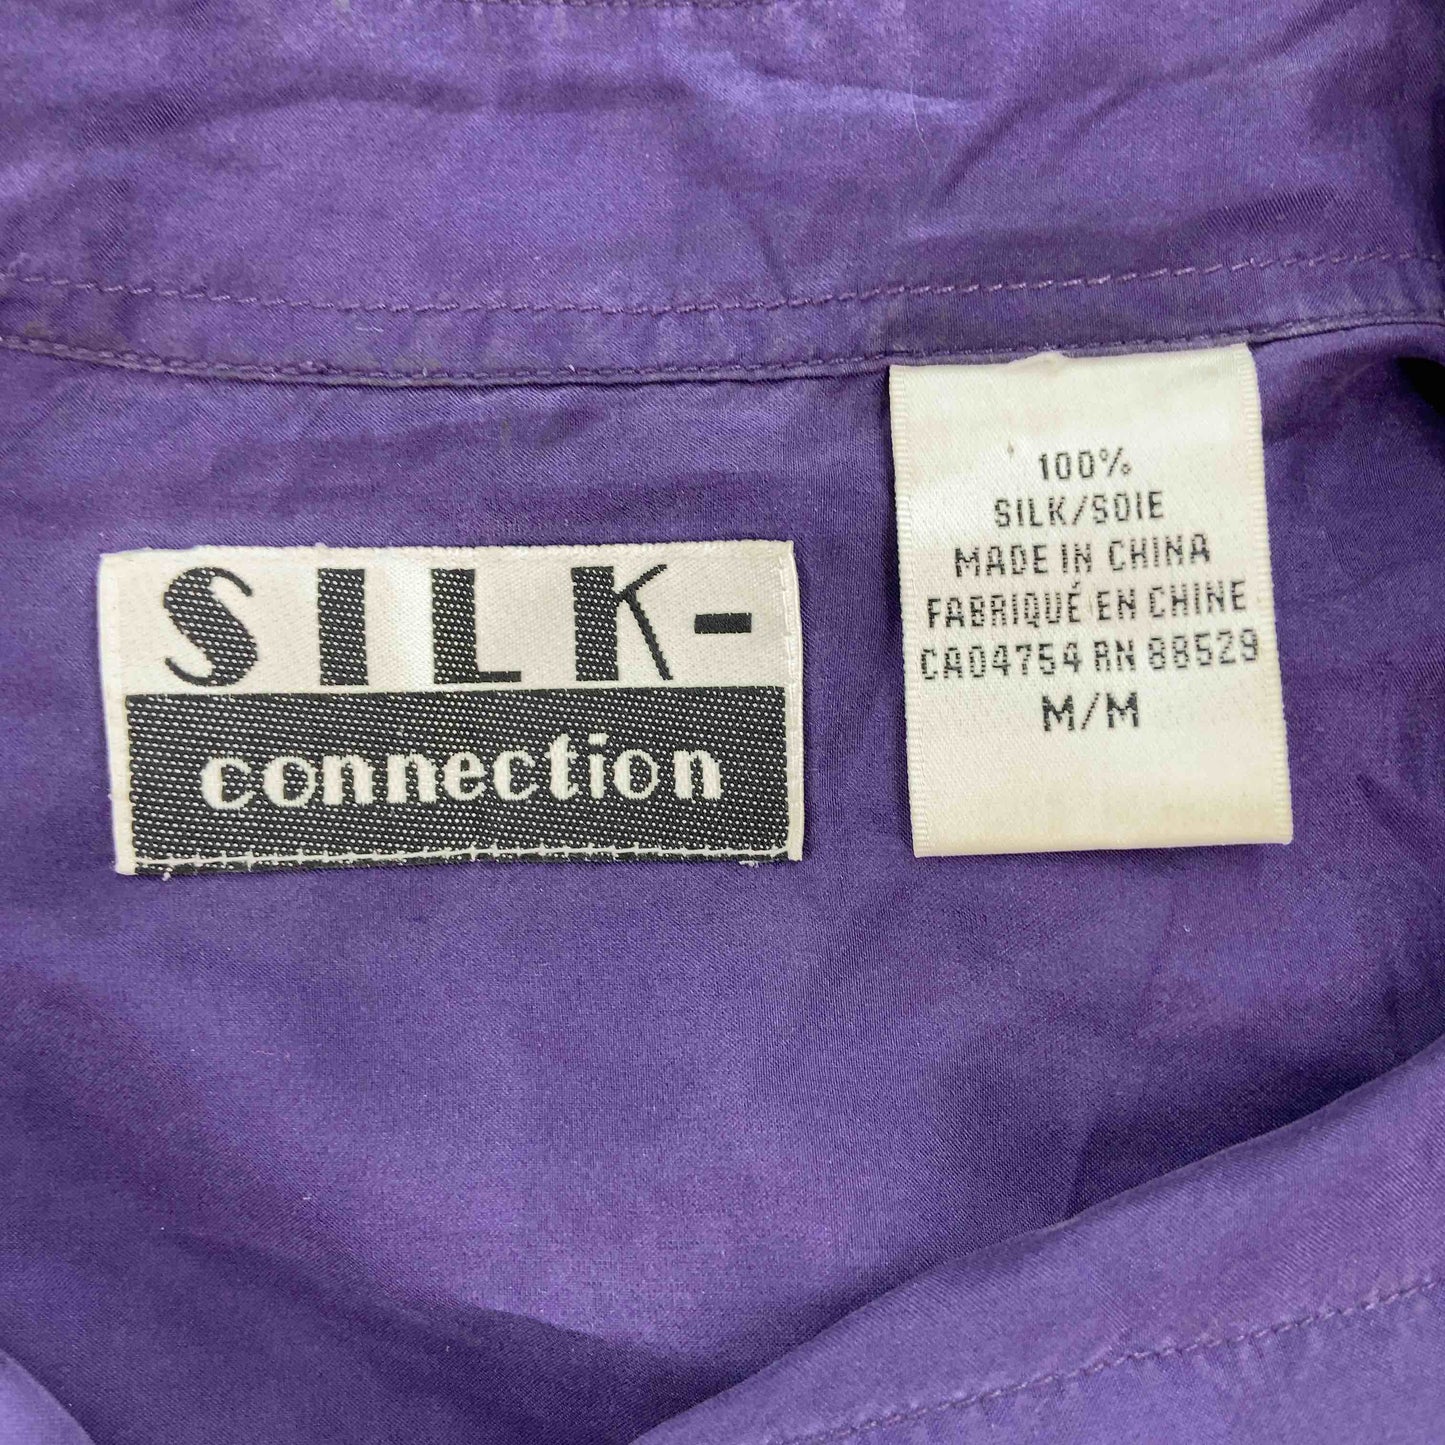 SILK-
connection
100%
SILK/SOIE
MADE IN CHINA
FABRIQUÉ EN CHINE
CA04754 RN 88529
M/M